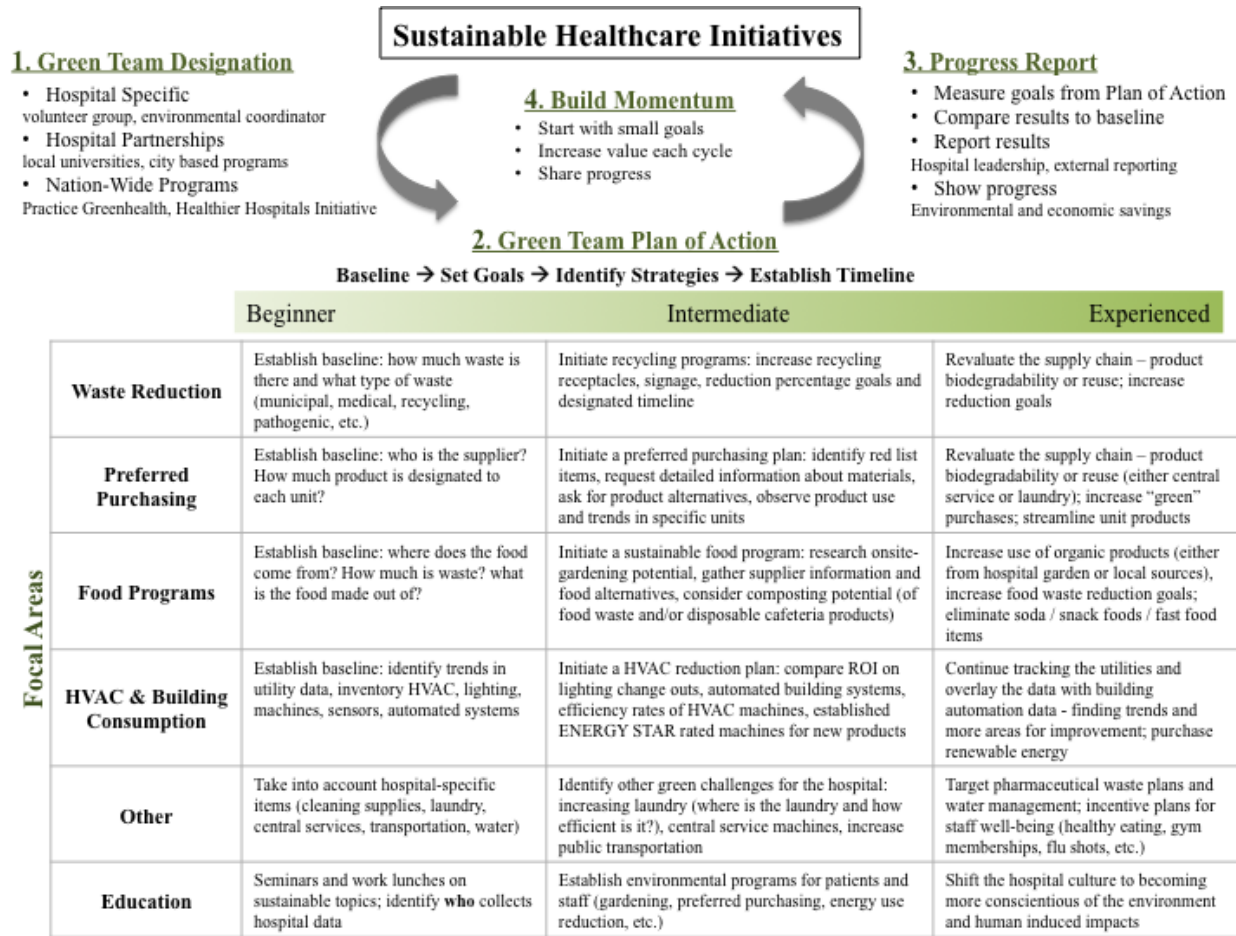 Sustainable Healthcare Initiatives
1. Green Team Designation
• Hospital Specific
volunteer group, environmental coordinator
• Hospital Partnerships
local universities, city based programs
• Nation-Wide Programs
Practice Greenhealth, Healthier Hospitals Initiative
4. Build Momentum
• Start with small goals
• Increase value each cycle
• Share progress
3. Progress Report
• Measure goals from Plan of Action
• Compare results to baseline
• Report results
Hospital leadership, external reporting
• Show progress
Environmental and economic savings
2. Green Team Plan of Action
Baseline → Set Goals → Identify Strategies → Establish Timeline
Beginner Intermediate Experienced
Focal Areas
Waste Reduction
Establish baseline: how much waste is
there and what type of waste
(municipal, medical, recycling,
pathogenic, etc.)
Initiate recycling programs: increase recycling
receptacles, signage, reduction percentage goals and
designated timeline
Revaluate the supply chain – product
biodegradability or reuse; increase
reduction goals
Preferred
Purchasing
Establish baseline: who is the supplier?
How much product is designated to
each unit?
Initiate a preferred purchasing plan: identify red list
items, request detailed information about materials,
ask for product alternatives, observe product use
and trends in specific units
Revaluate the supply chain – product
biodegradability or reuse (either central
service or laundry); increase “green”
purchases; streamline unit products
Food Programs
Establish baseline: where does the food
come from? How much is waste? what
is the food made out of?
Initiate a sustainable food program: research onsite-
gardening potential, gather supplier information and
food alternatives, consider composting potential (of
food waste and/or disposable cafeteria products)
Increase use of organic products (either
from hospital garden or local sources),
increase food waste reduction goals;
eliminate soda / snack foods / fast food
items
HVAC & Building
Consumption
Establish baseline: identify trends in
utility data, inventory HVAC, lighting,
machines, sensors, automated systems
Initiate a HVAC reduction plan: compare ROI on
lighting change outs, automated building systems,
efficiency rates of HVAC machines, established
ENERGY STAR rated machines for new products
Continue tracking the utilities and
overlay the data with building
automation data - finding trends and
more areas for improvement; purchase
renewable energy
Other
Take into account hospital-specific
items (cleaning supplies, laundry,
central services, transportation, water)
Identify other green challenges for the hospital:
increasing laundry (where is the laundry and how
efficient is it?), central service machines, increase
public transportation
Target pharmaceutical waste plans and
water management; incentive plans for
staff well-being (healthy eating, gym
memberships, flu shots, etc.)
Education
Seminars and work lunches on
sustainable topics; identify who collects
hospital data
Establish environmental programs for patients and
staff (gardening, preferred purchasing, energy use
reduction, etc.)
Shift the hospital culture to becoming
more conscientious of the environment
and human induced impacts